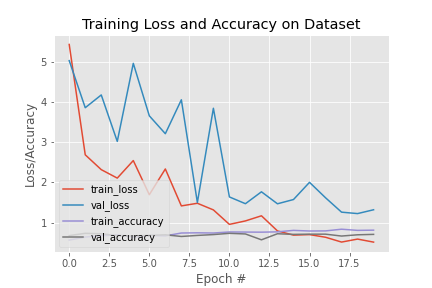 Training Loss and Accuracy on Dataset
Loss/Accuracy
5
4
3
2
1
train_loss
val_loss
train_accuracy
val_accuracy
0.0 2.5 5.0 7.5 10.0 12.5 15.0 17.5
Epoch #